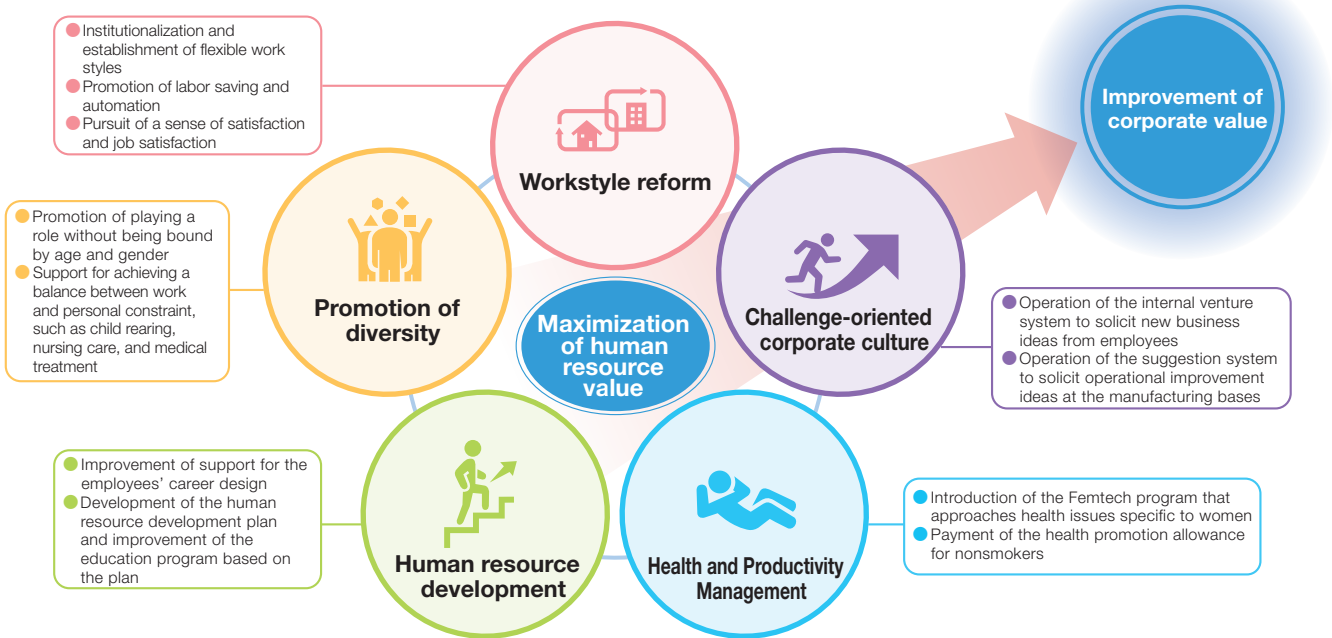 Institutionalization and
establishment of flexible work
styles
Promotion of labor saving and
automation
Pursuit of a sense of satisfaction
and job satisfaction
Workstyle reform
Improvement of
corporate value
Promotion of playing a
role without being bound
by age and gender
Support for achieving a
balance between work
and personal constraint,
such as child rearing,
nursing care, and medical
treatment
Promotion of
diversity
Maximization
of human
resource
value
Challenge-oriented
corporate culture
Operation of the internal venture
system to solicit new business
ideas from employees
Operation of the suggestion system
to solicit operational improvement
ideas at the manufacturing bases
Improvement of support for the
employees’ career design
Development of the human
resource development plan
and improvement of the
education program based on
the plan
Human resource
development
Health and Productivity
Management
Introduction of the Femtech program that
approaches health issues specific to women
Payment of the health promotion allowance
for nonsmokers